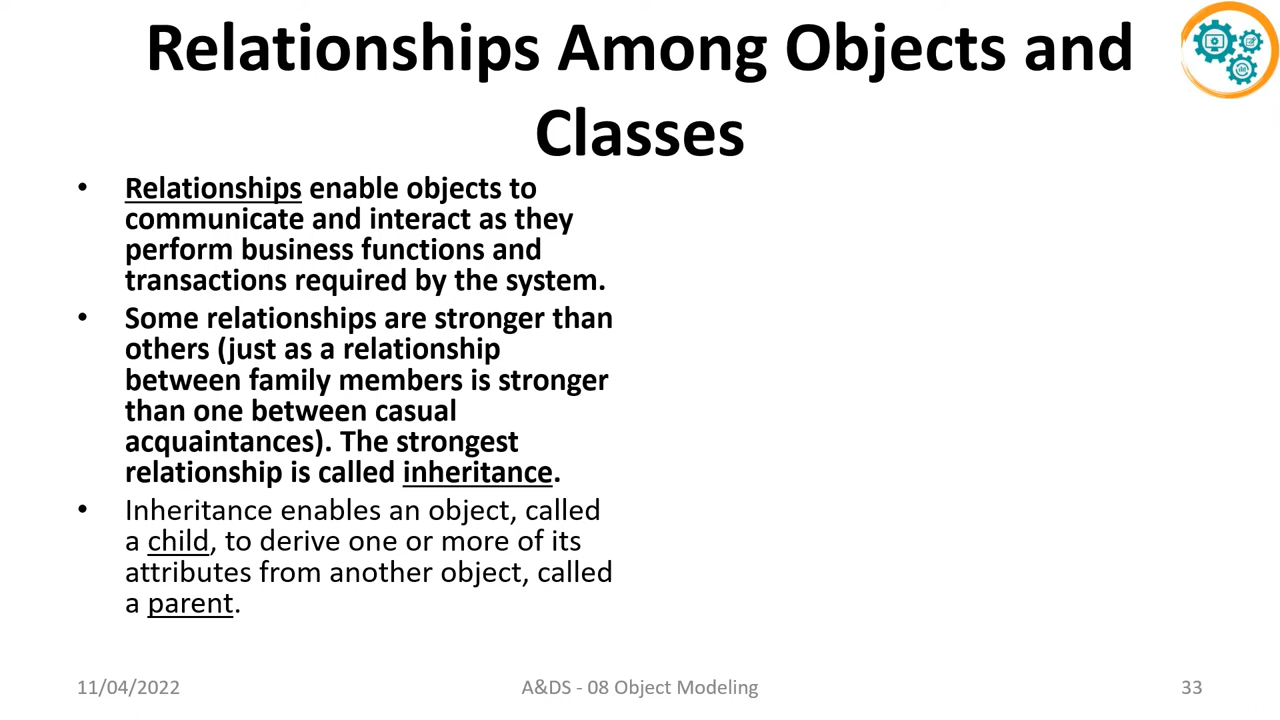 Relationships Among Objects and
Classes
• Relationships enable objects to
communicate and interact as they
perform business functions and
transactions required by the system.
• Some relationships are stronger than
others (just as a relationship
between family members is stronger
than one between casual
acquaintances). The strongest
relationship is called inheritance.
• Inheritance enables an object, called
a child, to derive one or more of its
attributes from another object, called
a parent.
11/04/2022
A&DS - 08 Object Modeling
33